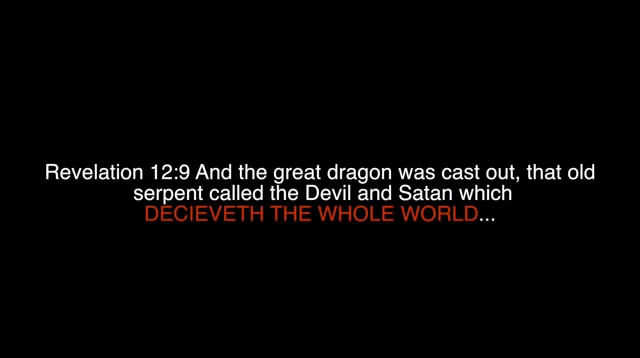 Revelation 12:9 And the great dragon was cast out, that old
serpent called the Devil and Satan which
DECIEVETH THE WHOLE WORLD...